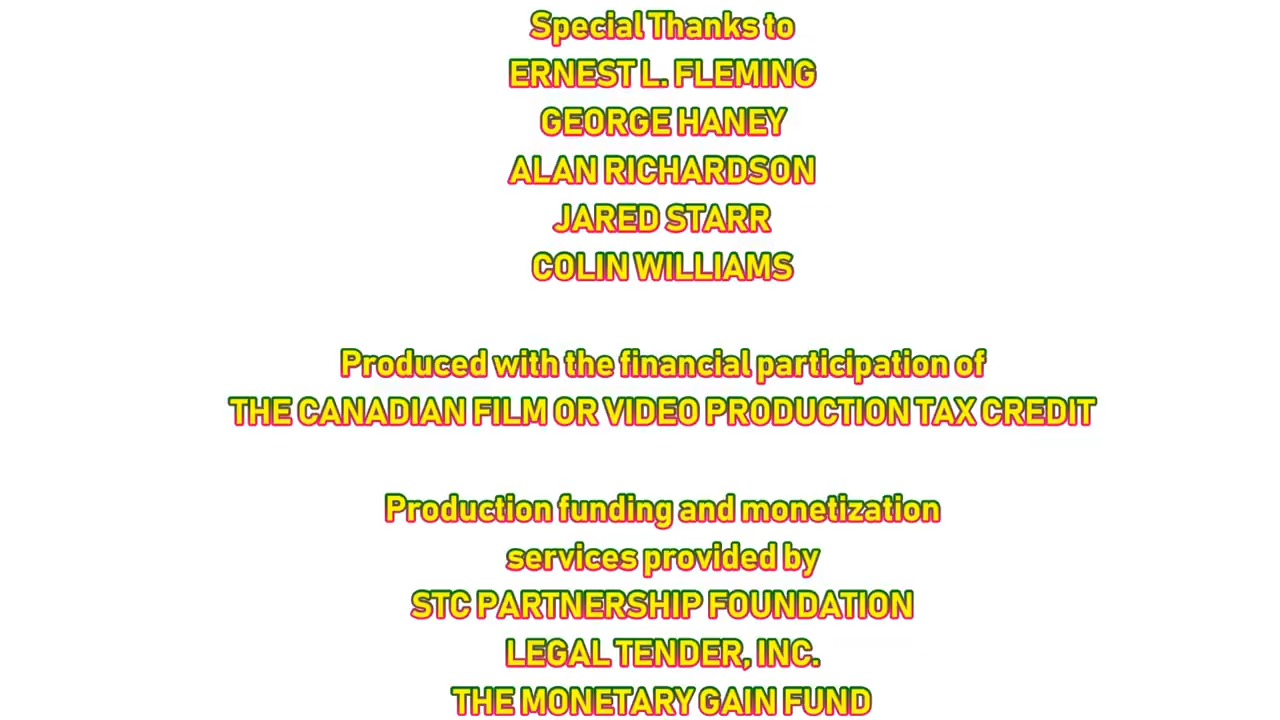 Special Thanks to
ERNEST L. FLEMING
GEORGE HANEY
ALAN RICHARDSON
JARED STARR
COLIN WILLIAMS
Produced with the financial participation of
THE CANADIAN FILM OR VIDEO PRODUCTION TAX CREDIT
Production funding and monetization
services provided by
STC PARTNERSHIP FOUNDATION
LEGAL TENDER, INC.
THE MONETARY GAIN FUND